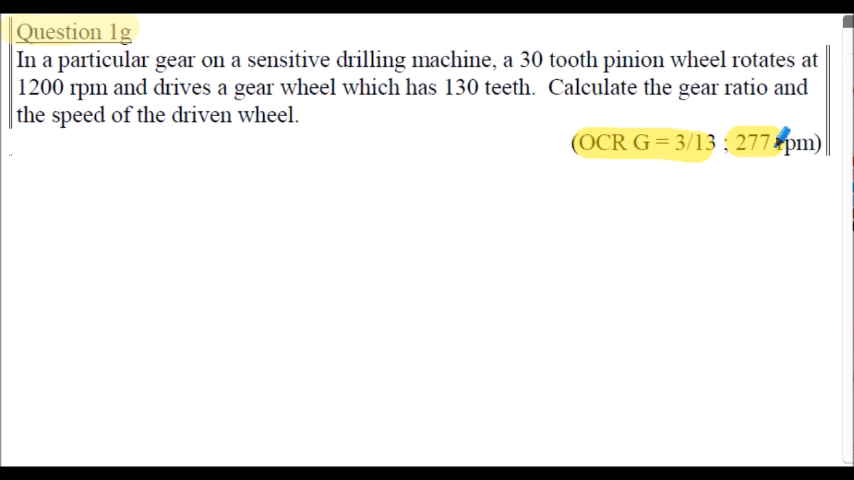 Question 1g
In a particular gear on a sensitive drilling machine, a 30 tooth pinion wheel rotates at
1200 rpm and drives a gear wheel which has 130 teeth. Calculate the gear ratio and
the speed of the driven wheel.
(OCR G = 3/13 ; 277 rpm)